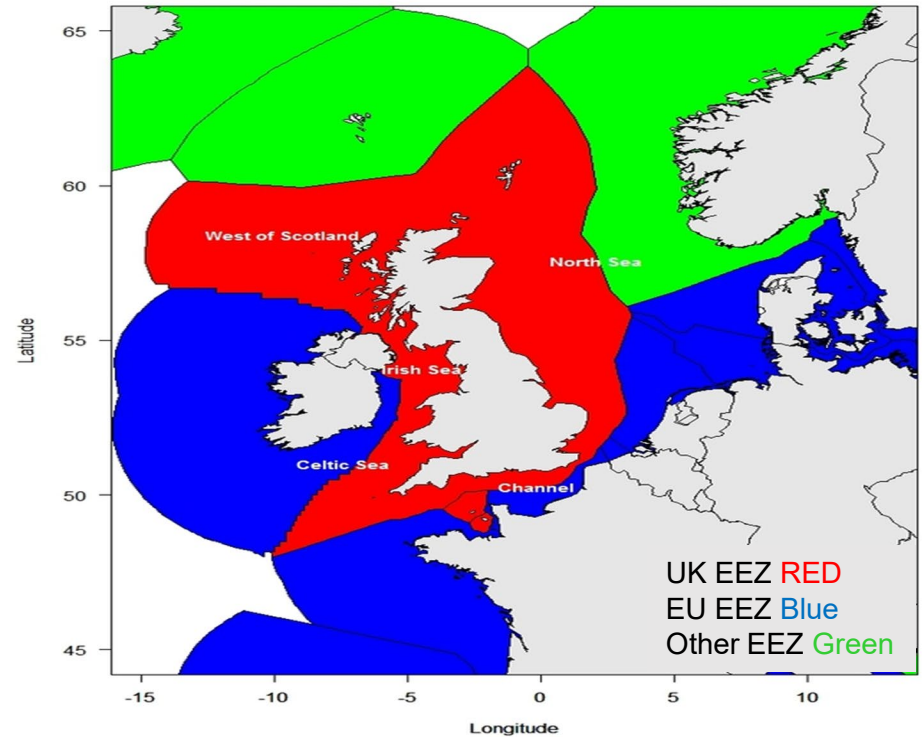 65
60
55
50
45
Latitude
West of Scotland
North Sea
Irish Sea
Celtic Sea
Channel
UK EEZ RED
EU EEZ Blue
Other EEZ Green
-15 -10 -5 0 5 10
Longitude